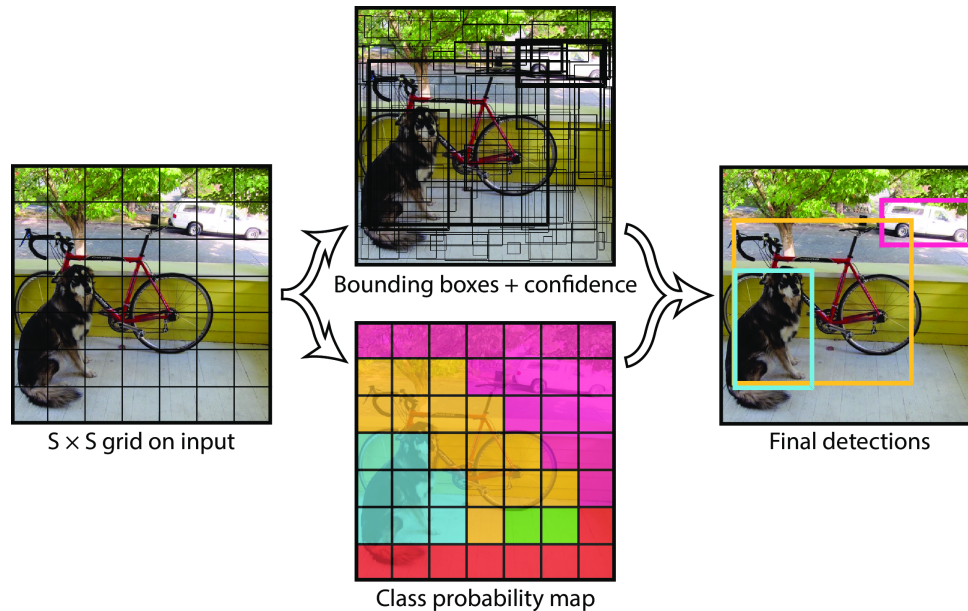 S × S grid on input
Bounding boxes + confidence
Class probability map
Final detections